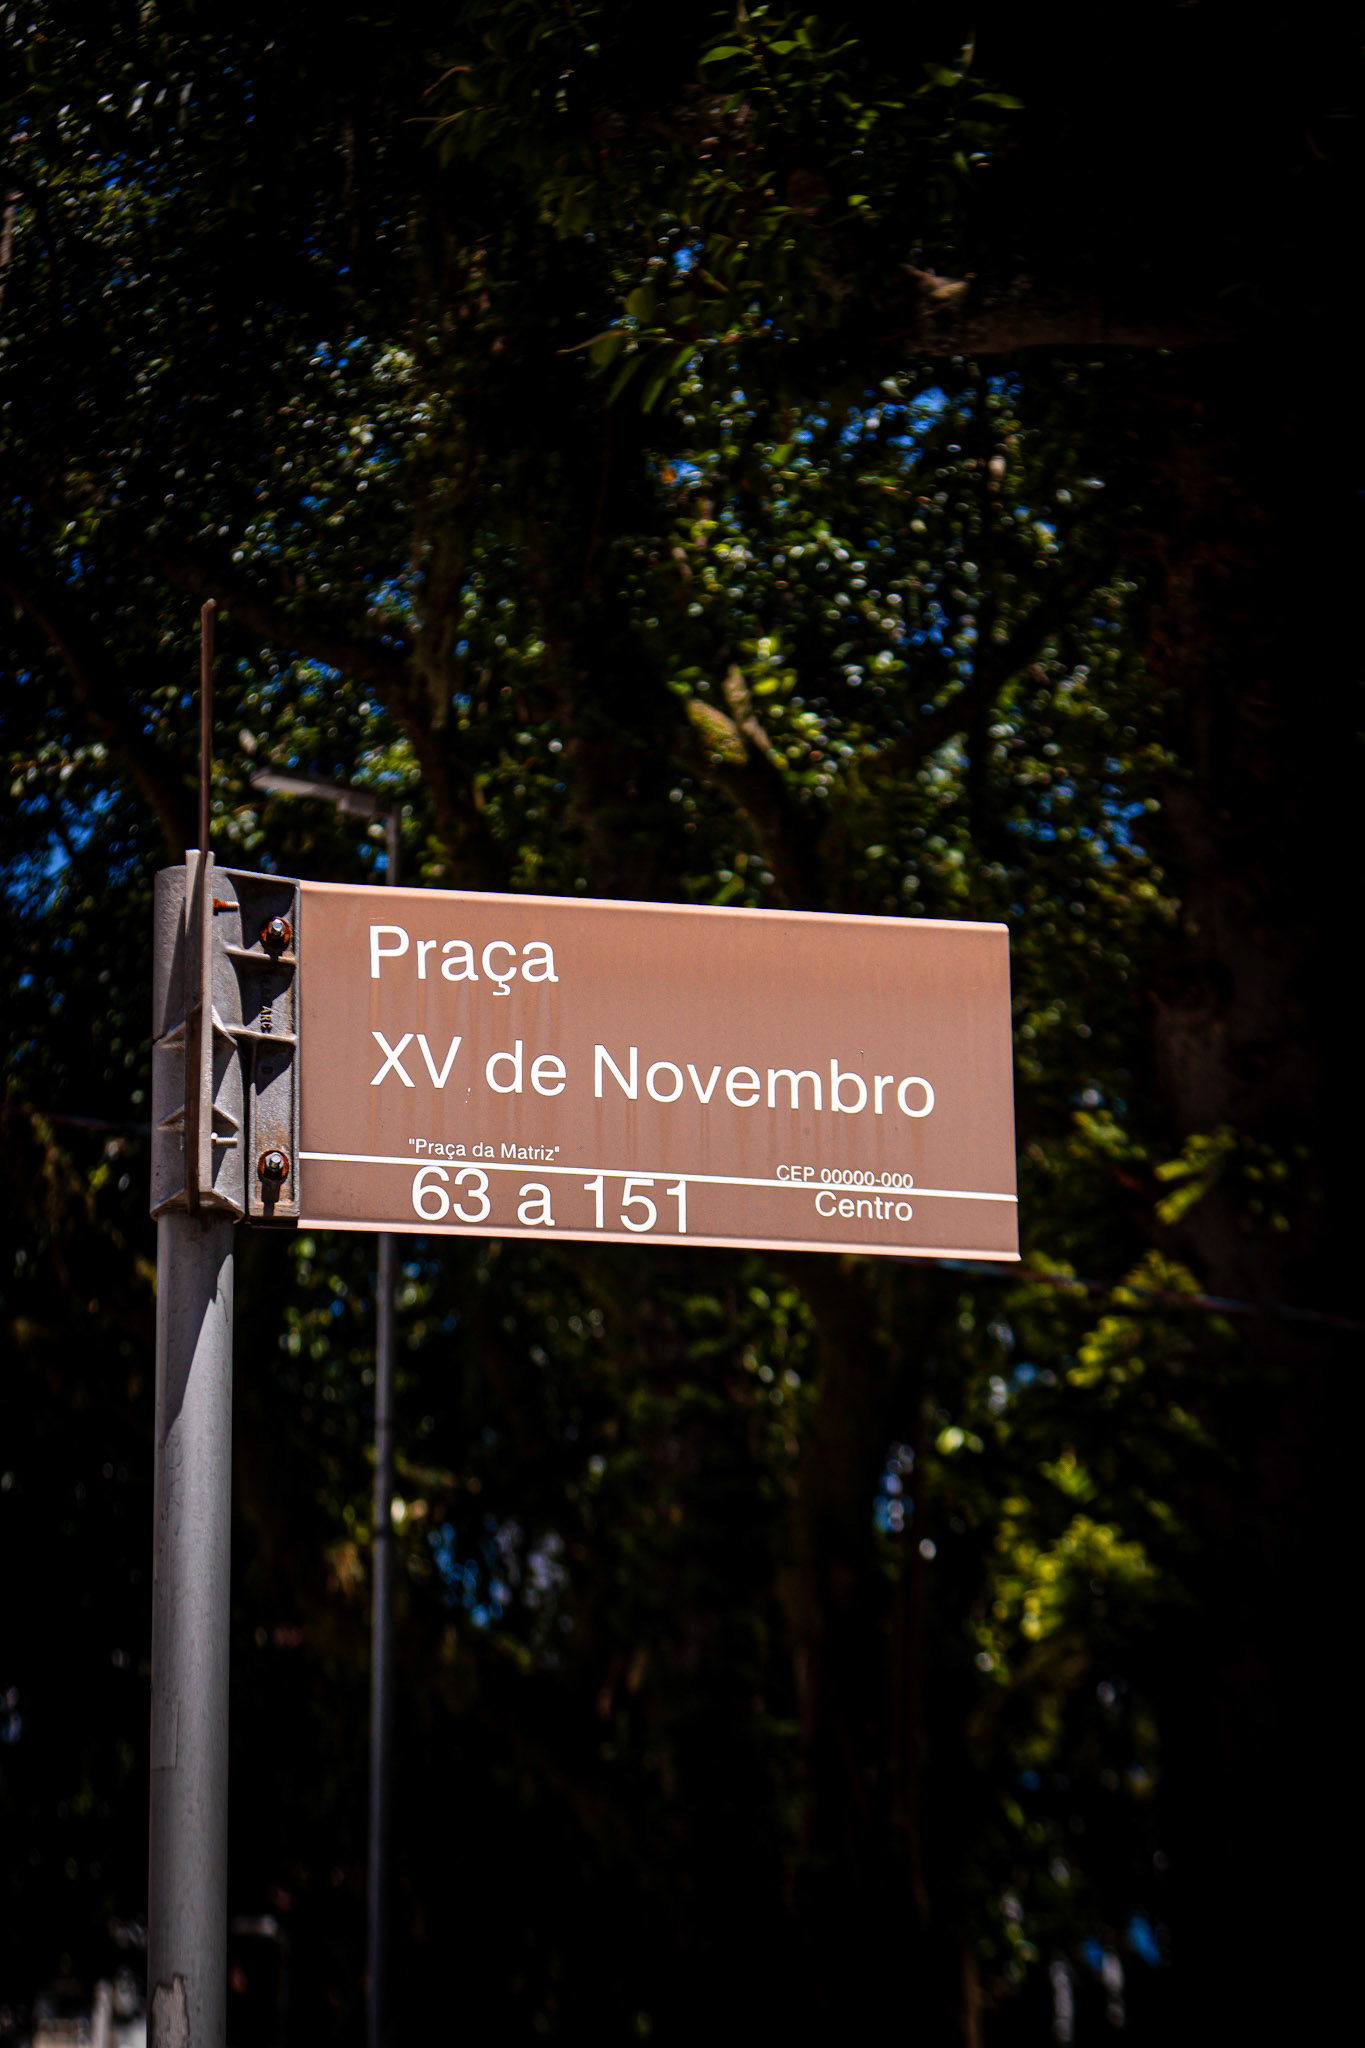 Praça
XV de Novembro
"Praça da Matriz"
CEP 00000-000
63 a 151
Centro